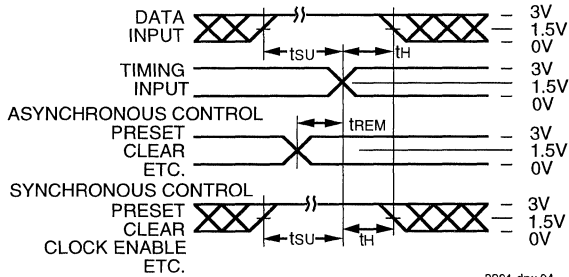 DATA
INPUT
3V
1.5V
0V
tSU
tH
TIMING
INPUT
3V
1.5V
0V
ASYNCHRONOUS CONTROL
PRESET
CLEAR
ETC.
tREM
3V
1.5V
0V
SYNCHRONOUS CONTROL
PRESET
CLEAR
CLOCK ENABLE
ETC.
tSU
tH
3V
1.5V
0V